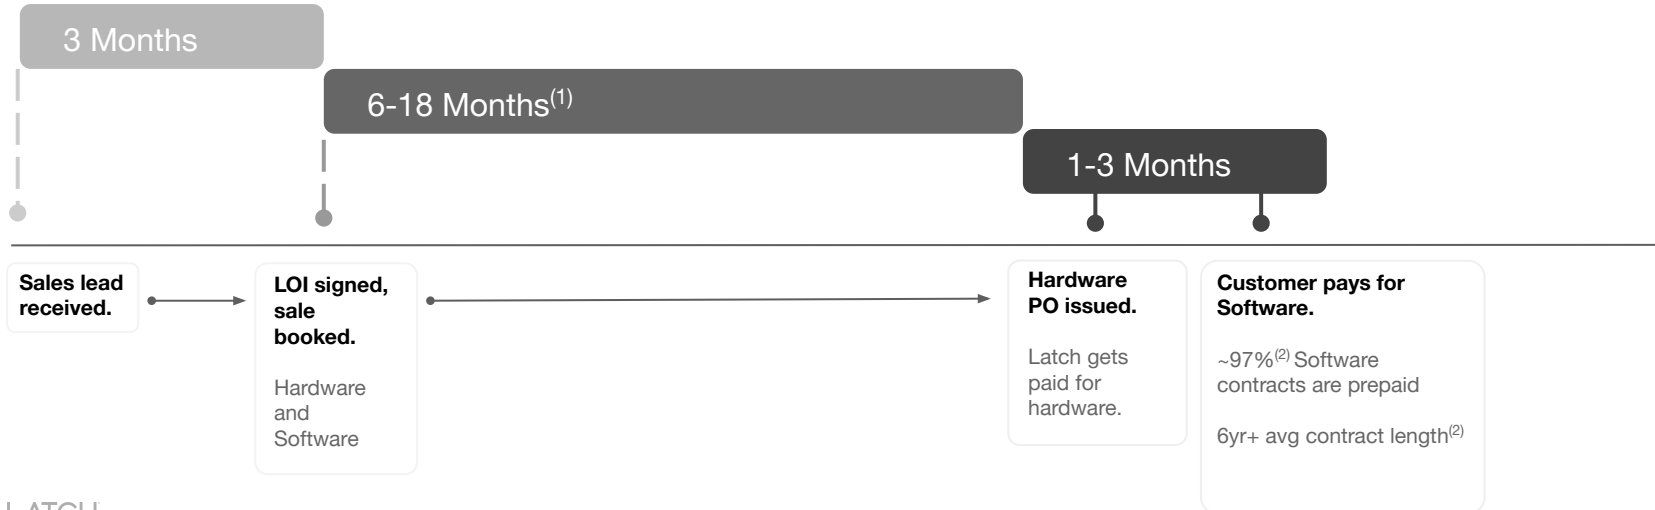 3 Months
6-18 Months(1)
1-3 Months
Sales lead
received.
LOI signed,
sale
booked.
Hardware
and
Software
Hardware
PO issued.
Latch gets
paid for
hardware.
Customer pays for
Software.
~97%(2) Software
contracts are prepaid
6yr+ avg contract length(2)
LATCH